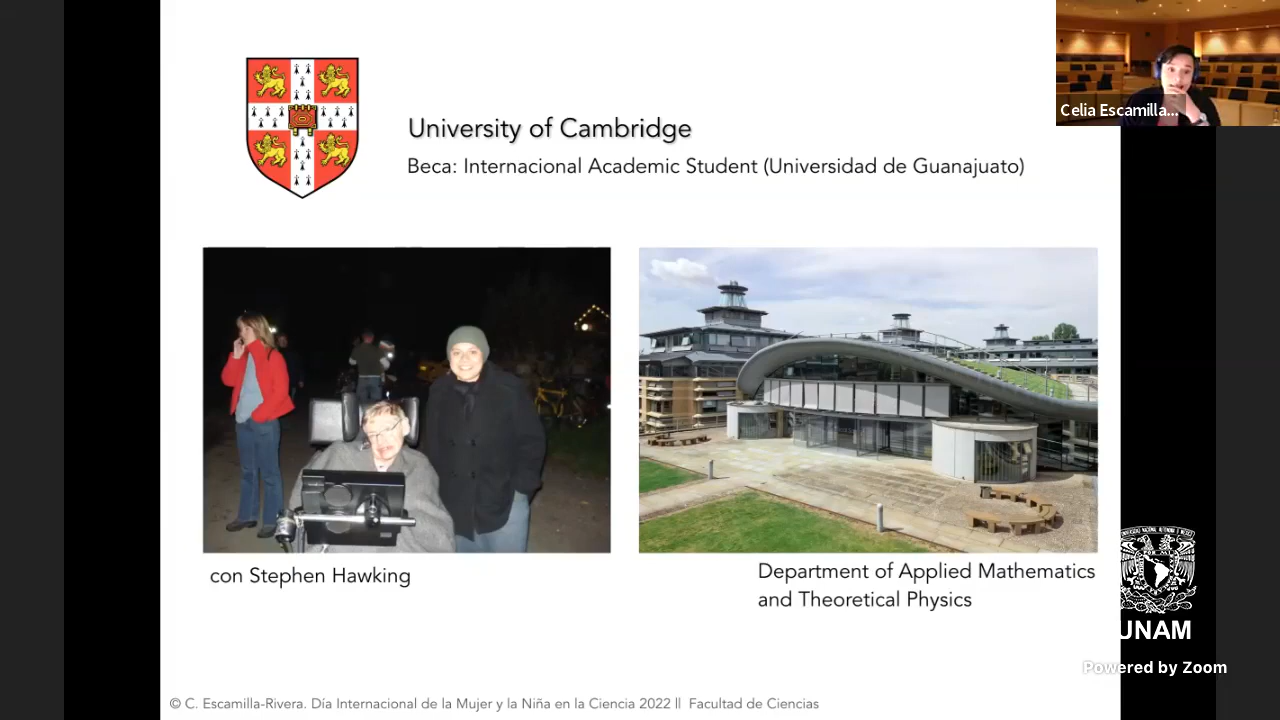 Celia Escamilla...
University of Cambridge
Beca: Internacional Academic Student (Universidad de Guanajuato)
con Stephen Hawking
Department of Applied Mathematics
and Theoretical Physics
UNAM
Powered by Zoom
© C. Escamilla-Rivera. Día Internacional de la Mujer y la Niña en la Ciencia 2022 || Facultad de Ciencias